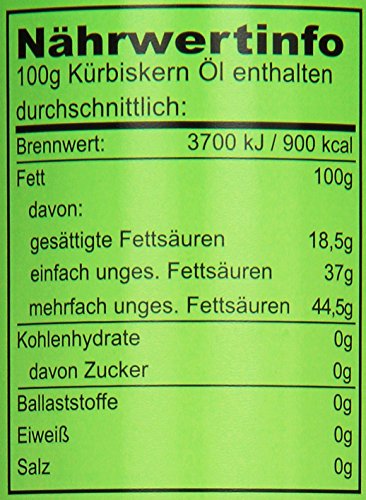 Nährwertinfo
100g Kürbiskern Öl enthalten
durchschnittlich:
Brennwert: 3700 kJ / 900 kcal
Fett 100g
davon:
gesättigte Fettsäuren 18,5g
einfach unges. Fettsäuren 37g
mehrfach unges. Fettsäuren 44,5g
Kohlenhydrate 0g
davon Zucker 0g
Ballaststoffe 0g
Eiweiß 0g
Salz 0g